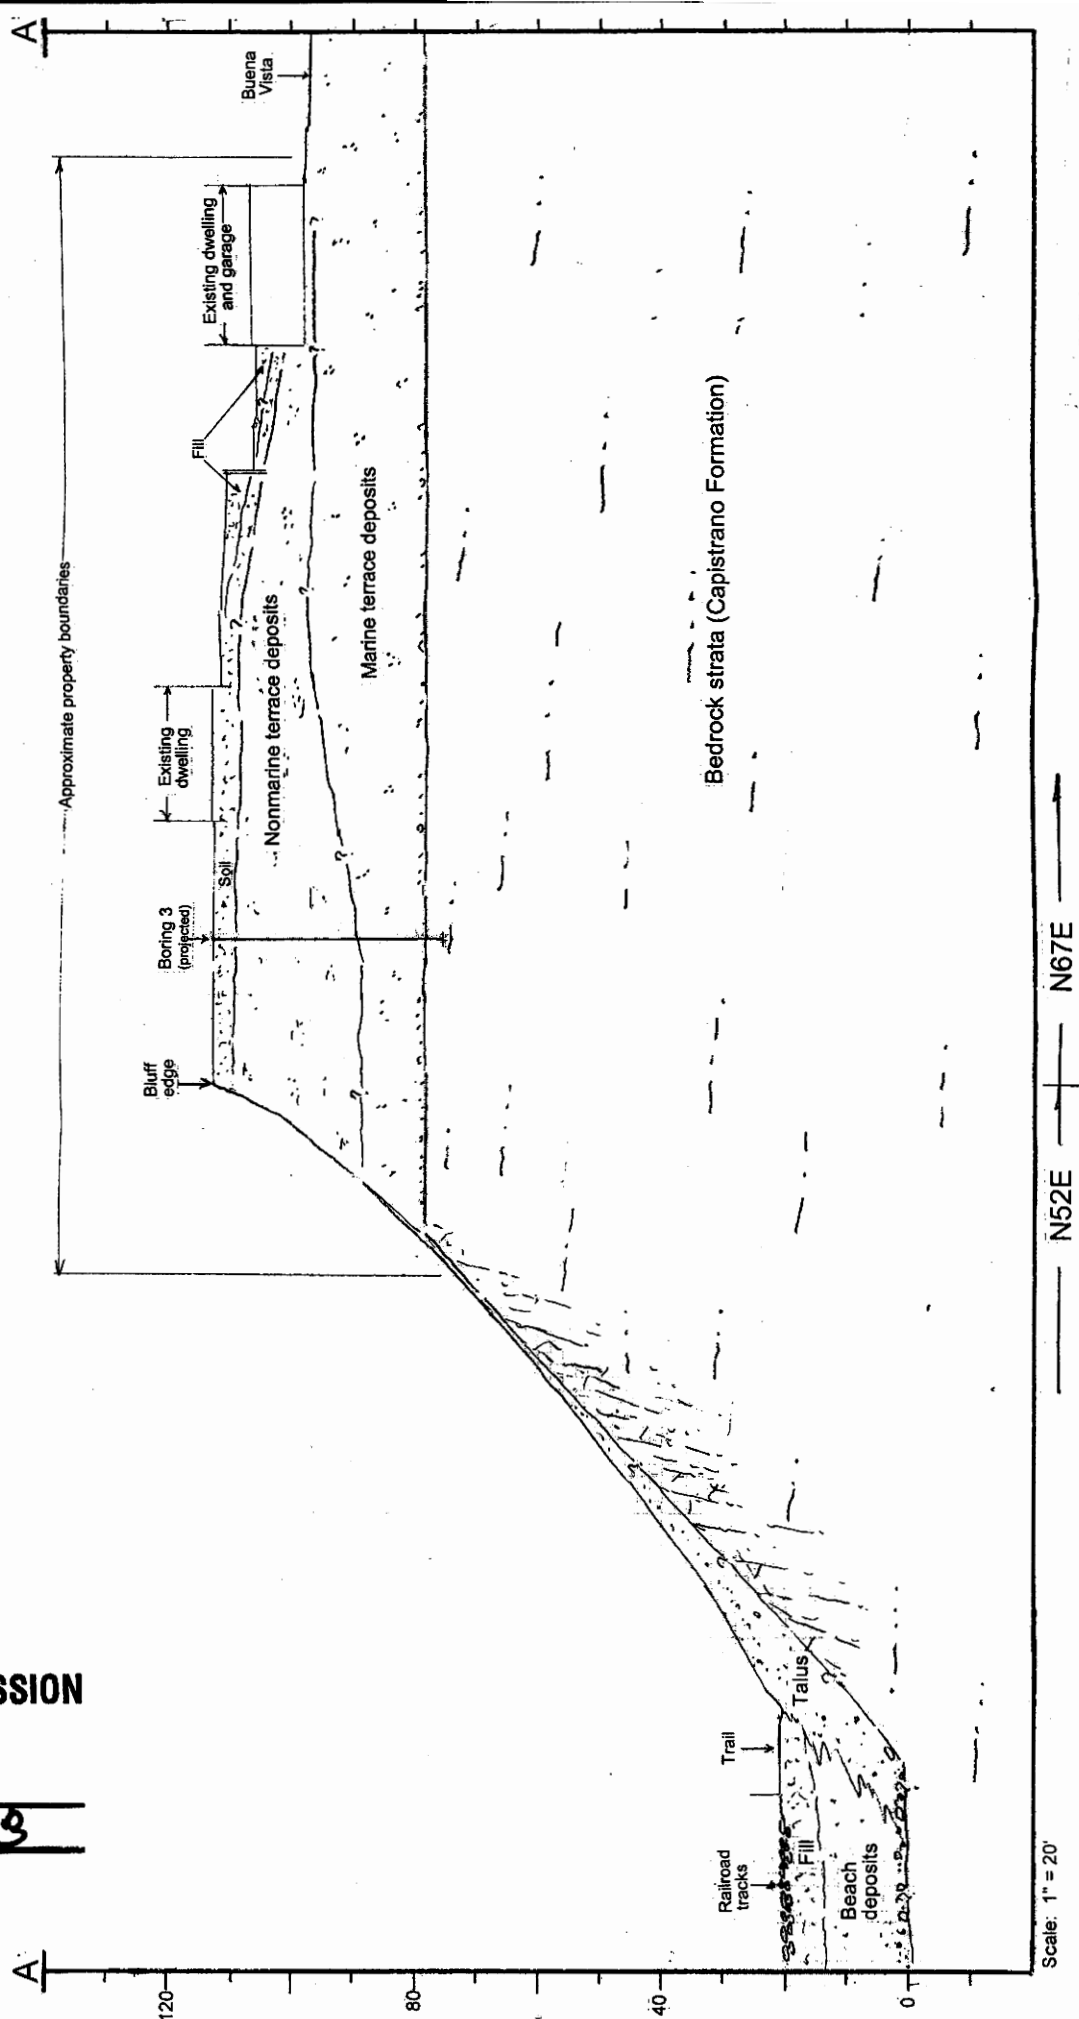 A
A
Approximate property boundaries
Bluff
edge
Boring 3
(projected)
Existing
dwelling
Existing dwelling
and garage
Buena
Vista
Fill
Soil
?
?
?
?
?
?
?
Nonmarine terrace deposits
Marine terrace deposits
Bedrock strata (Capistrano Formation)
Railroad
tracks
Trail
Fill
Talus
Beach
deposits
?
?
?
120
80
40
0
N52E
N67E
Scale: 1" = 20'
SSION
3